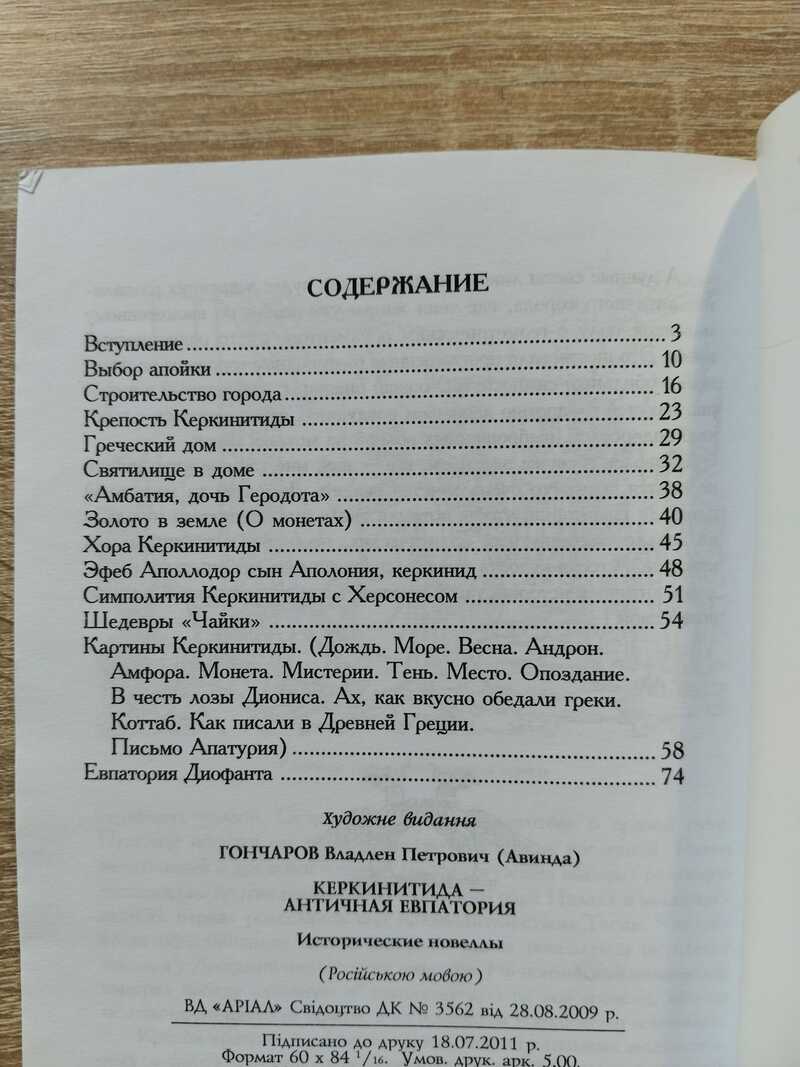 СОДЕРЖАНИЕ
Вступление 3
Выбор апойки 10
Строительство города 16
Крепость Керкинитиды 23
Греческий дом 29
Святилище в доме 32
«Амбатия, дочь Геродота» 38
Золото в земле (О монетах) 40
Хора Керкинитиды 45
Эфеб Аполлодор сын Аполония, керкинид 48
Симполития Керкинитиды с Херсонесом 51
Шедевры «Чайки» 54
Картины Керкинитиды. (Дождь. Море. Весна. Андрон.
Амфора. Монета. Мистерии. Тень. Место. Опоздание.
В честь лозы Диониса. Ах, как вкусно обедали греки.
Коттаб. Как писали в Древней Греции.
Письмо Апатурия) 58
Евпатория Диофанта 74
Художне видання
ГОНЧАРОВ Владлен Петрович (Авинда)
КЕРКИНИТИДА —
АНТИЧНАЯ ЕВПАТОРИЯ
Исторические новеллы
(Російською мовою)
ВД «АРІАЛ» Свідоцтво ДК № 3562 від 28.08.2009 р.
Підписано до друку 18.07.2011 р.
Формат 60 х 84 1/16. Умов. друк. арк. 5,00.